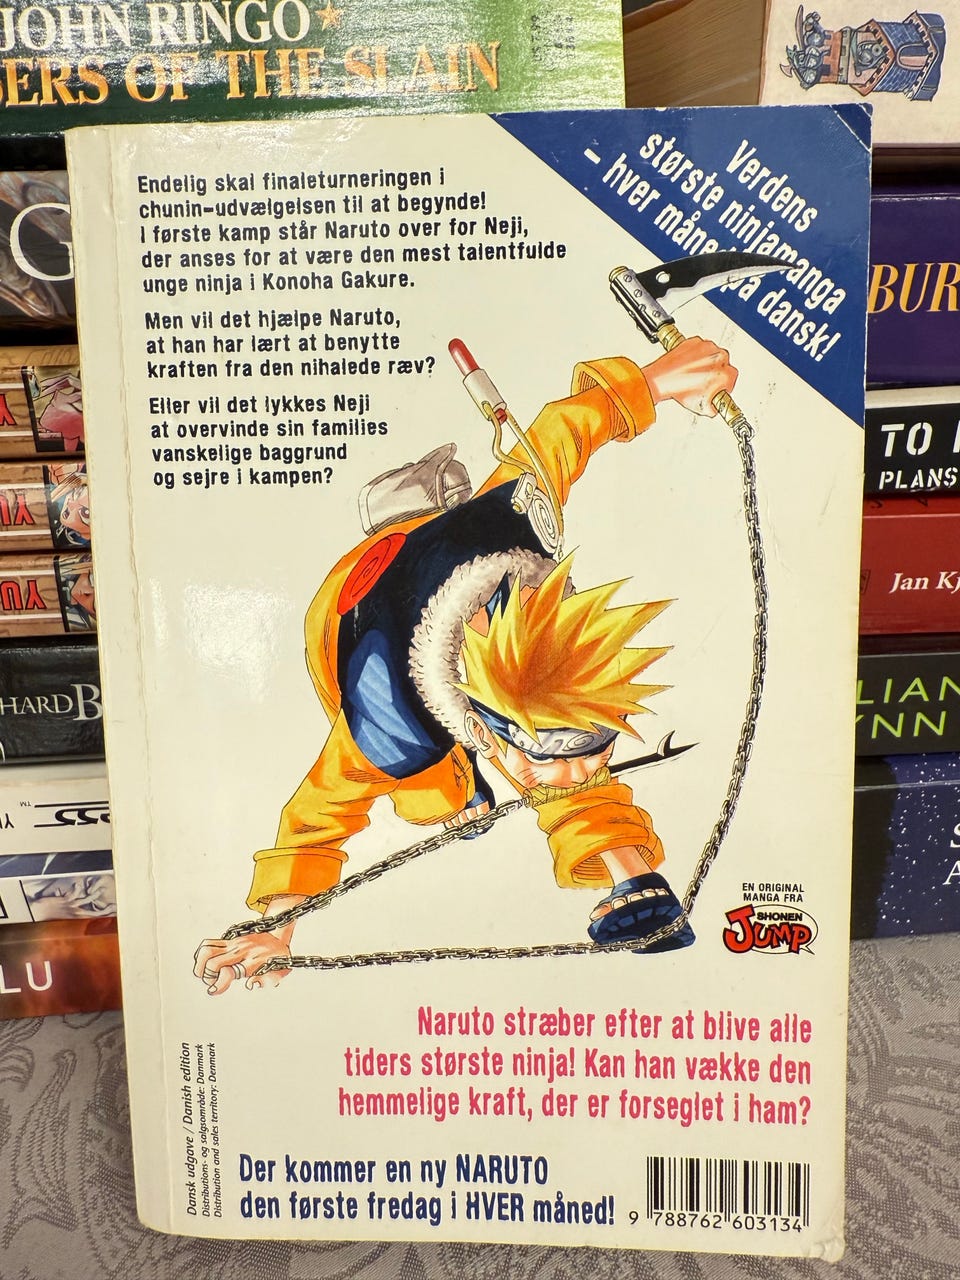 JOHN RINGO
BERS OF THE SLAIN
Endelig skal finaleturneringen i
chunin-udvælgelsen til at begynde!
I første kamp står Naruto over for Neji,
der anses for at være den mest talentfulde
unge ninja i Konoha Gakure.
Men vil det hjælpe Naruto,
at han har lært at benytte
kraften fra den nihalede ræv?
Eller vil det lykkes Neji
at overvinde sin families
vanskelige baggrund
og sejre i kampen?
Verdens
største ninjamanga
- hver måned på dansk!
EN ORIGINAL
MANGA FRA
SHONEN
JUMP
Naruto stræber efter at blive alle
tiders største ninja! Kan han vække den
hemmelige kraft, der er forseglet i ham?
Der kommer en ny NARUTO
den første fredag i HVER måned!
9 788762 603134
Dansk udgave / Danish edition
Distributions- og salgsområde: Danmark
Distribution and sales territory: Denmark
G
YU
YU
YU
HARD B
LU
BUR
TO
PLANS
Jan Kj
LIAN
YNN
S
A